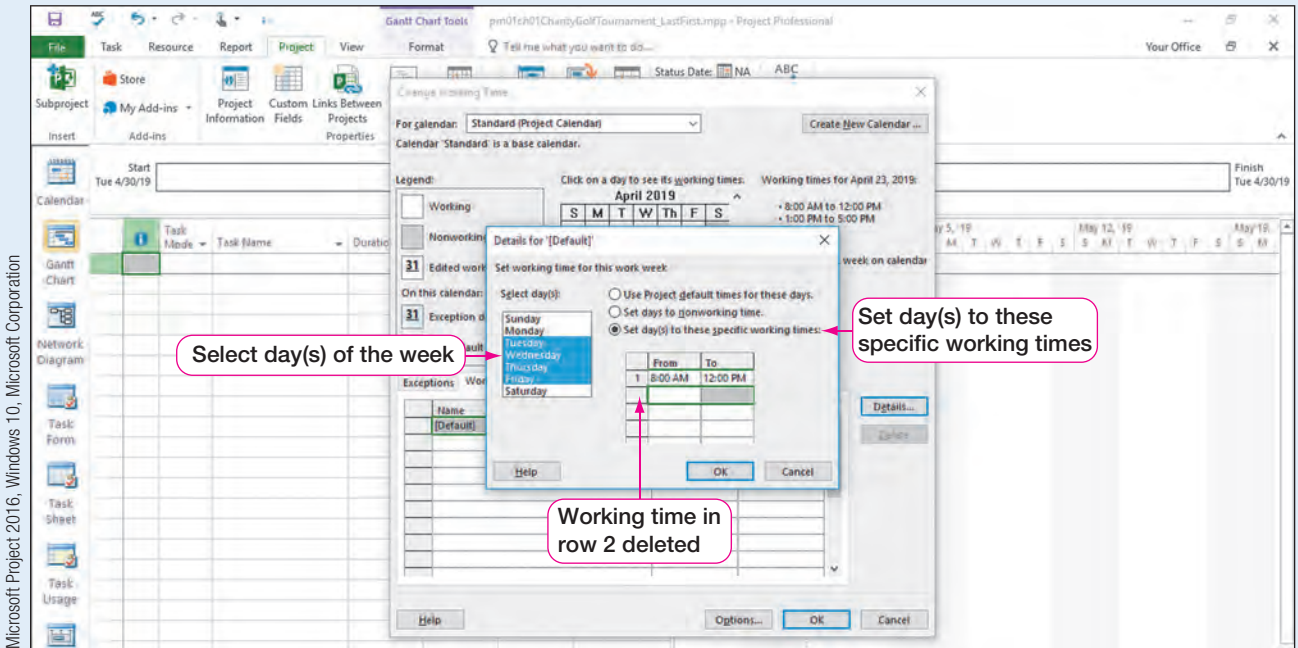 Gantt Chart Tools
pm01ch01CharityGolfTournament_LastFirst.mpp - Project Professional
File Task Resource Report Project View Format Tell me what you want to do... Your Office
Subproject
Store
My Add-ins
Project Information
Custom Fields
Links Between Projects
Status Date: NA
ABC
Insert
Add-ins
Properties
Change Working Time
For calendar: Standard (Project Calendar)
Create New Calendar ...
Calendar 'Standard' is a base calendar.
Start
Tue 4/30/19
Finish
Tue 4/30/19
Legend:
Click on a day to see its working times:
Working times for April 23, 2019:
Working
April 2019
S M T W Th F S
• 8:00 AM to 12:00 PM
• 1:00 PM to 5:00 PM
Nonworking
week on calendar
31 Edited work
On this calendar:
31 Exception d
ault
Exceptions Wor
Name
[Default]
Details...
Delete
Help
Options...
OK
Cancel
Details for '[Default]'
Set working time for this work week
Select day(s):
Sunday
Monday
Tuesday
Wednesday
Thursday
Friday
Saturday
Use Project default times for these days.
Set days to nonworking time.
Set day(s) to these specific working times:
From To
1 8:00 AM 12:00 PM
Help
OK
Cancel
Calendar
Gantt Chart
Network Diagram
Task Form
Task Sheet
Task Usage
Task Mode
Task Name
Duratio
y 5, '19
May 12, '19
May 19,
M T W T F S S M T W T F S S M
Select day(s) of the week
Set day(s) to these
specific working times
Working time in
row 2 deleted
Microsoft Project 2016, Windows 10, Microsoft Corporation